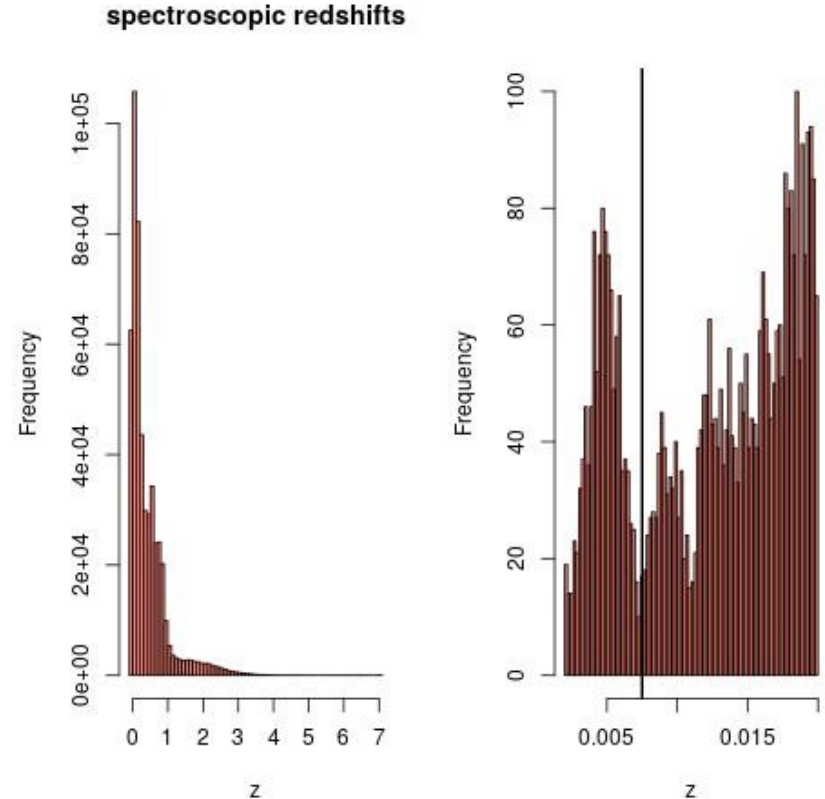 spectroscopic redshifts
Frequency
0e+00 2e+04 4e+04 6e+04 8e+04 1e+05
0 1 2 3 4 5 6 7
z
Frequency
0 20 40 60 80 100
0.005 0.015
z